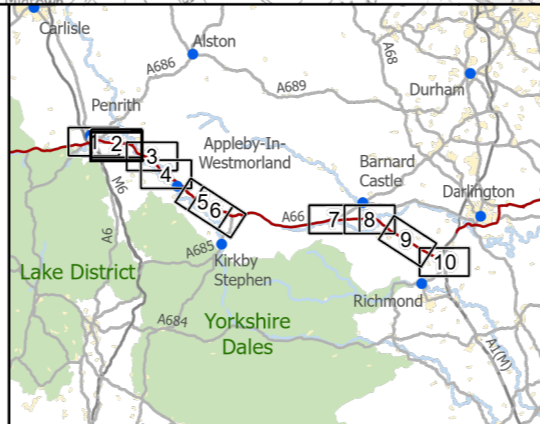 Carlisle
Alston
A686
A689
A68
Durham
Penrith
1
2
3
4
5
6
Appleby-In-
Westmorland
Barnard
Castle
Darlington
M6
A6
A66
7
8
9
10
A685
Kirkby
Stephen
Lake District
Richmond
A684
Yorkshire
Dales
A1(M)